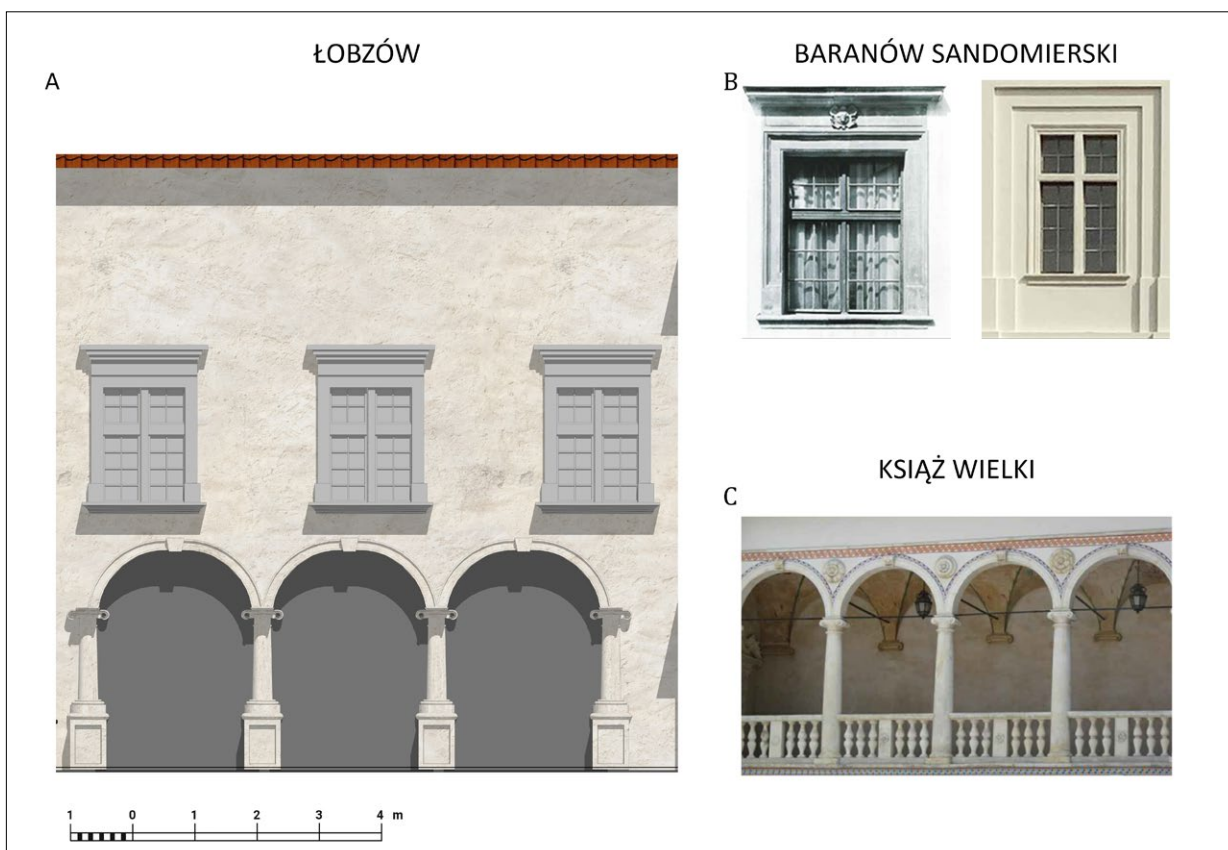 ŁOBZÓW
A
BARANÓW SANDOMIERSKI
B
KSIĄŻ WIELKI
C
1 0 1 2 3 4 m